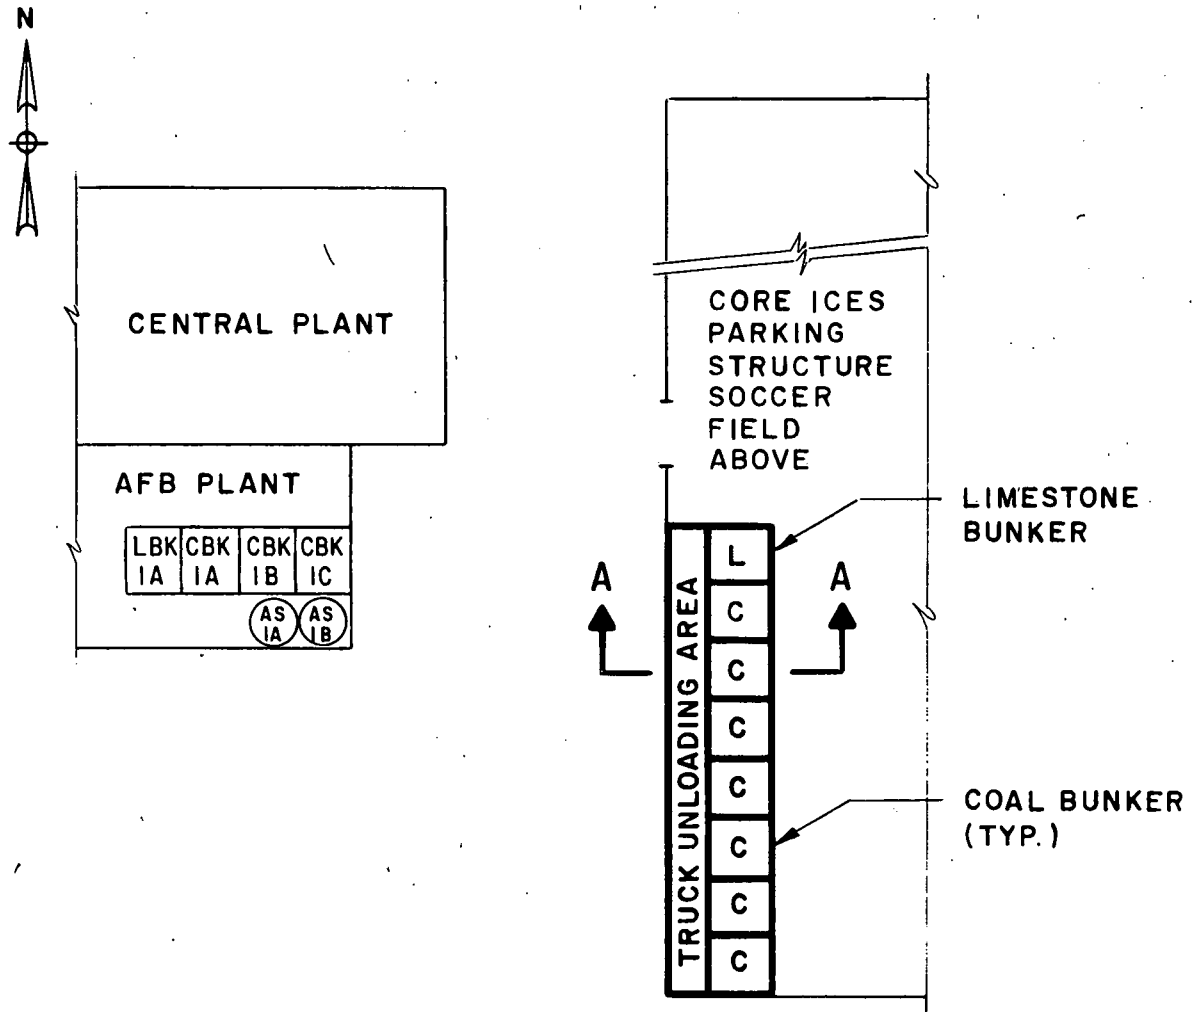 N
CENTRAL PLANT
AFB PLANT
LBK 1A
CBK 1A
CBK 1B
CBK 1C
AS 1A
AS 1B
CORE ICES
PARKING
STRUCTURE
SOCCER
FIELD
ABOVE
LIMESTONE
BUNKER
A
A
TRUCK UNLOADING AREA
L
C
C
C
C
C
C
C
COAL BUNKER
(TYP.)